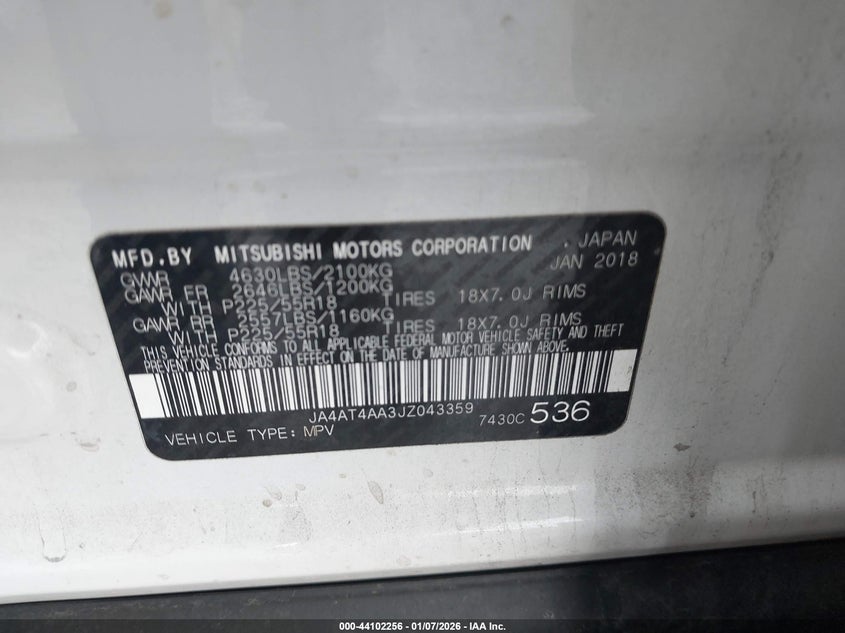 MFD.BY MITSUBISHI MOTORS CORPORATION . JAPAN
JAN 2018
GVWR 4630LBS/2100KG
GAWR FR 2646LBS/1200KG
WITH P225/55R18 TIRES 18X7.0J RIMS
GAWR RR 2557LBS/1160KG
WITH P225/55R18 TIRES 18X7.0J RIMS
THIS VEHICLE CONFORMS TO ALL APPLICABLE FEDERAL MOTOR VEHICLE SAFETY AND THEFT
PREVENTION STANDARDS IN EFFECT ON THE DATE OF MANUFACTURE SHOWN ABOVE.
JA4AT4AA3JZ043359
7430C 536
VEHICLE TYPE: MPV
000-44102256 - 01/07/2026 - IAA Inc.